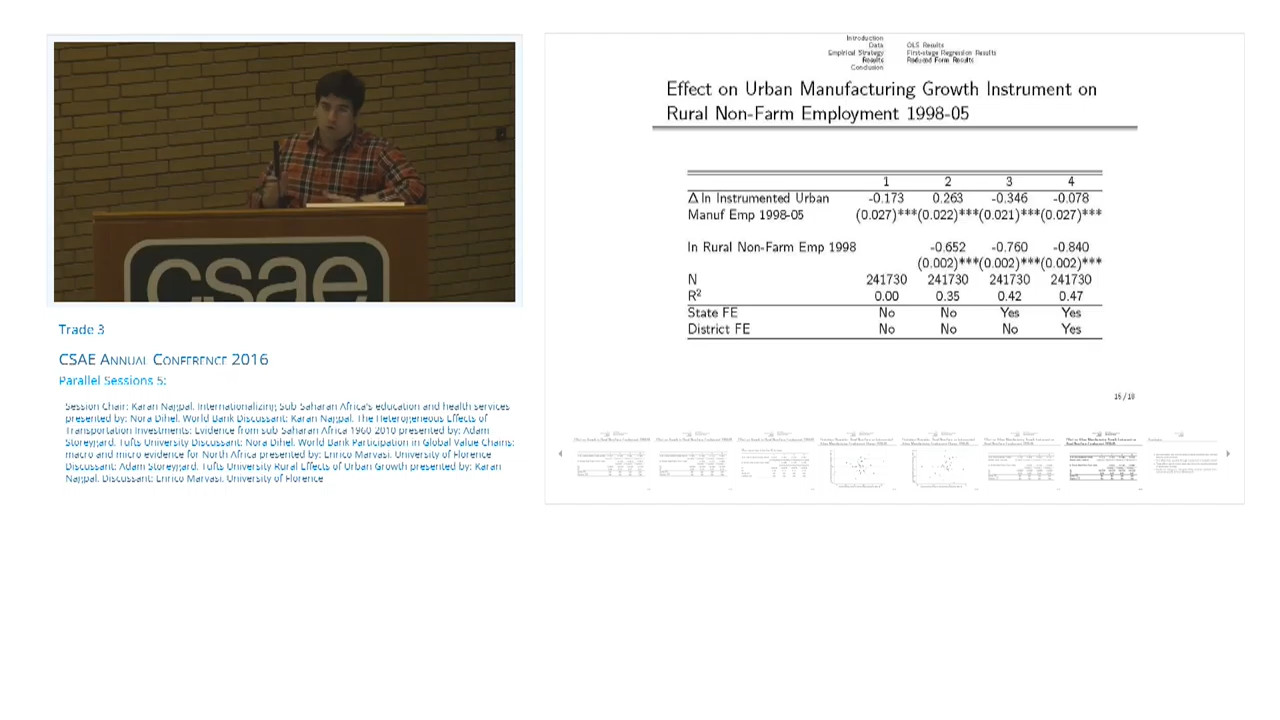 csae
Trade 3
CSAE Annual Conference 2016
Parallel Sessions 5:
Session Chair: Karan Nagpal. Internationalizing Sub Saharan Africa's education and health services
presented by: Nora Dihel. World Bank Discussant: Karan Nagpal. The Heterogeneous Effects of
Transportation Investments: Evidence from sub Saharan Africa 1960 2010 presented by: Adam
Storeygard. Tufts University Discussant: Nora Dihel. World Bank Participation in Global Value Chains:
macro and micro evidence for North Africa presented by: Enrico Marvasi. University of Florence
Discussant: Adam Storeygard. Tufts University Rural Effects of Urban Growth presented by: Karan
Nagpal. Discussant: Enrico Marvasi. University of Florence
Introduction
Data OLS Results
Empirical Strategy First-stage Regression Results
Results Reduced Form Results
Conclusion
Effect on Urban Manufacturing Growth Instrument on
Rural Non-Farm Employment 1998-05
1 2 3 4
Δ ln Instrumented Urban -0.173 0.263 -0.346 -0.078
Manuf Emp 1998-05 (0.027)*** (0.022)*** (0.021)*** (0.027)***
ln Rural Non-Farm Emp 1998 -0.652 -0.760 -0.840
(0.002)*** (0.002)*** (0.002)***
N 241730 241730 241730 241730
R² 0.00 0.35 0.42 0.47
State FE No No Yes Yes
District FE No No No Yes